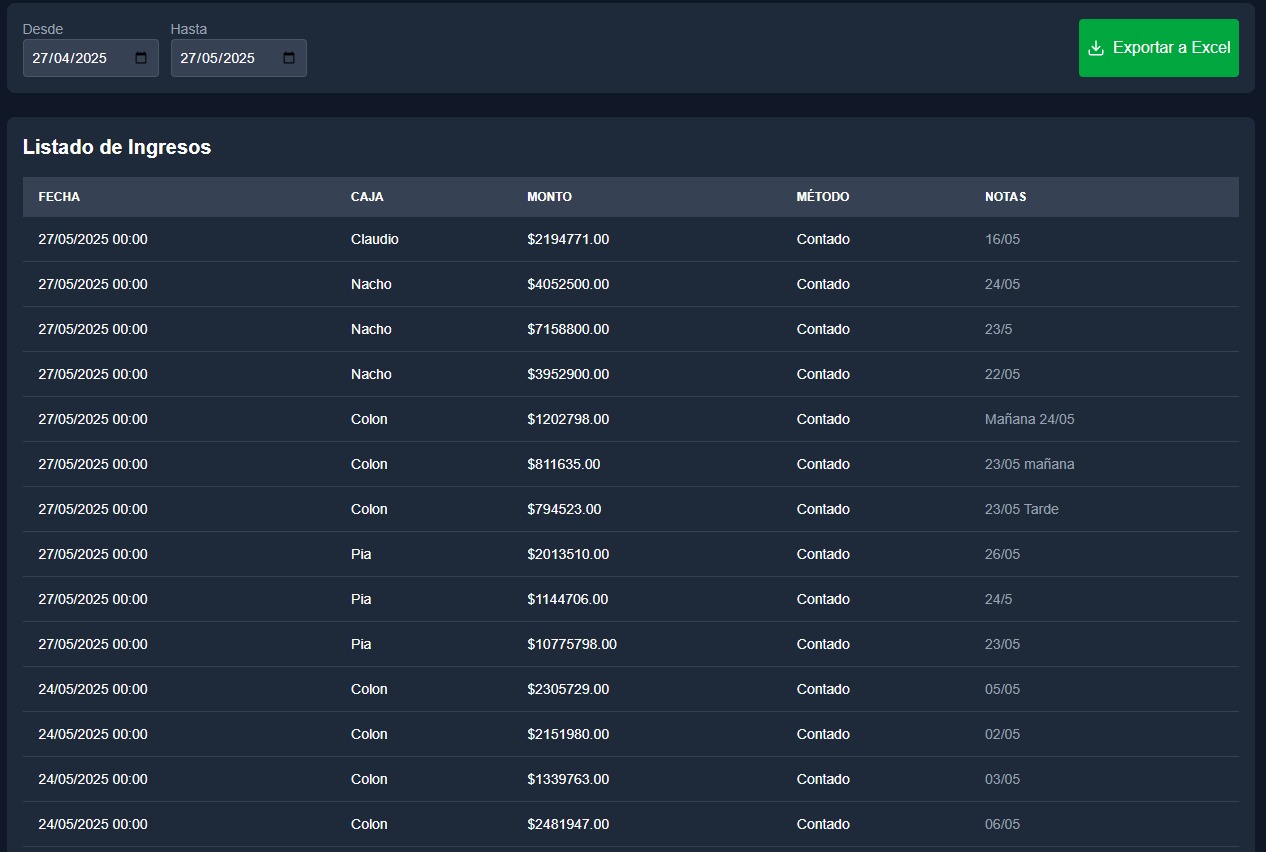 Desde Hasta
27/04/2025 27/05/2025 Exportar a Excel
Listado de Ingresos
FECHA CAJA MONTO MÉTODO NOTAS
27/05/2025 00:00 Claudio $2194771.00 Contado 16/05
27/05/2025 00:00 Nacho $4052500.00 Contado 24/05
27/05/2025 00:00 Nacho $7158800.00 Contado 23/5
27/05/2025 00:00 Nacho $3952900.00 Contado 22/05
27/05/2025 00:00 Colon $1202798.00 Contado Mañana 24/05
27/05/2025 00:00 Colon $811635.00 Contado 23/05 mañana
27/05/2025 00:00 Colon $794523.00 Contado 23/05 Tarde
27/05/2025 00:00 Pia $2013510.00 Contado 26/05
27/05/2025 00:00 Pia $1144706.00 Contado 24/5
27/05/2025 00:00 Pia $10775798.00 Contado 23/05
24/05/2025 00:00 Colon $2305729.00 Contado 05/05
24/05/2025 00:00 Colon $2151980.00 Contado 02/05
24/05/2025 00:00 Colon $1339763.00 Contado 03/05
24/05/2025 00:00 Colon $2481947.00 Contado 06/05